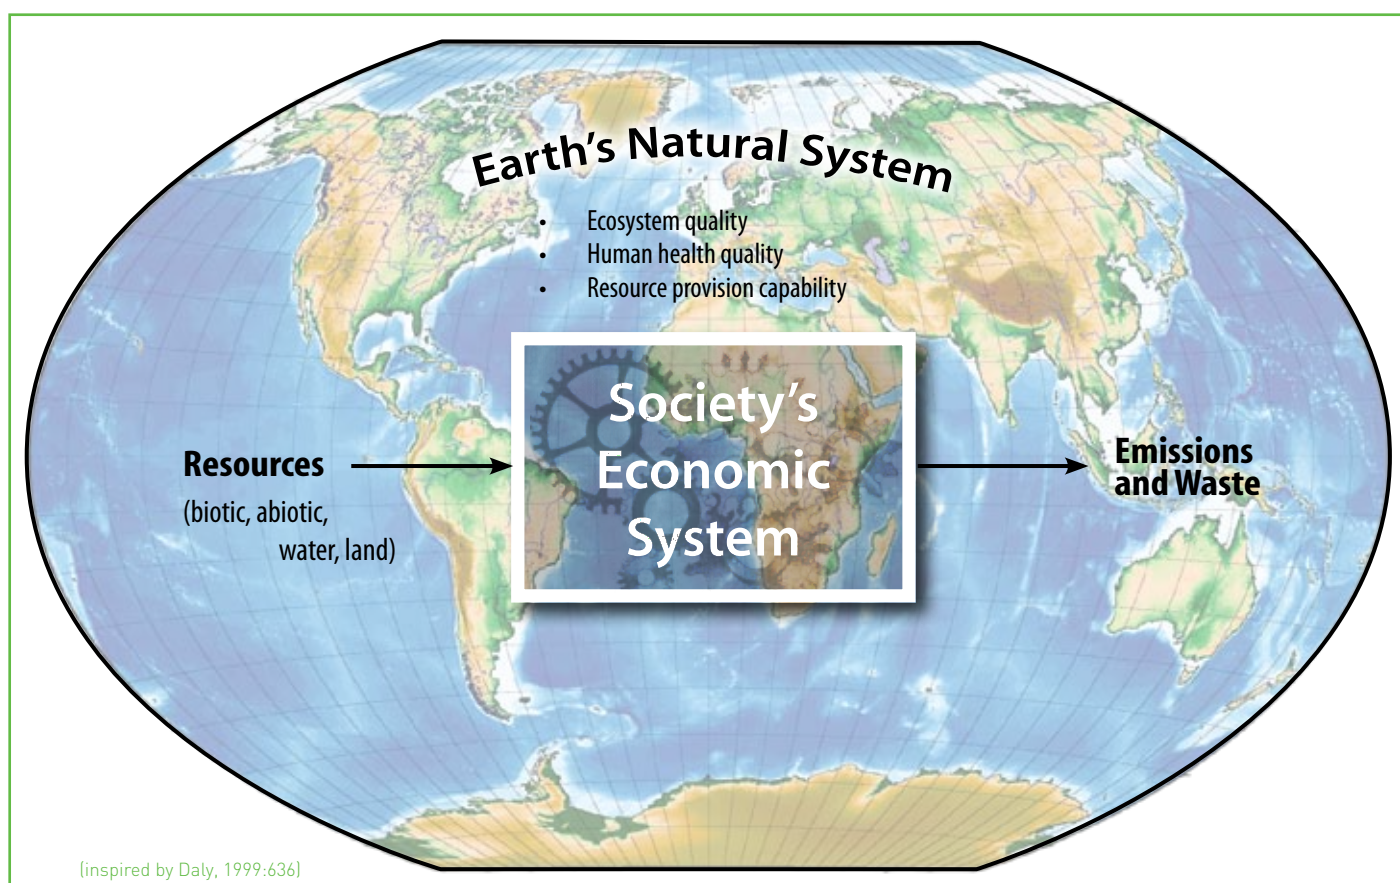 Earth's Natural System
• Ecosystem quality
• Human health quality
• Resource provision capability
Society's
Economic
System
Resources
(biotic, abiotic,
water, land)
Emissions
and Waste
(inspired by Daly, 1999:636)